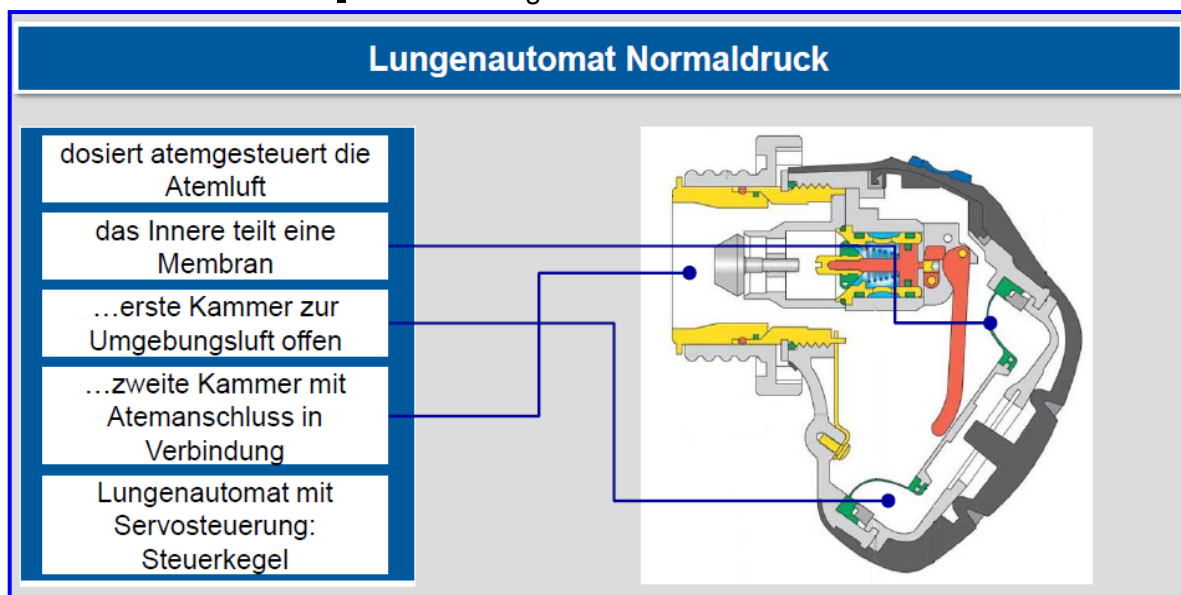 Lungenautomat Normaldruck
dosiert atemgesteuert die
Atemluft
das Innere teilt eine
Membran
…erste Kammer zur
Umgebungsluft offen
…zweite Kammer mit
Atemanschluss in
Verbindung
Lungenautomat mit
Servosteuerung:
Steuerkegel